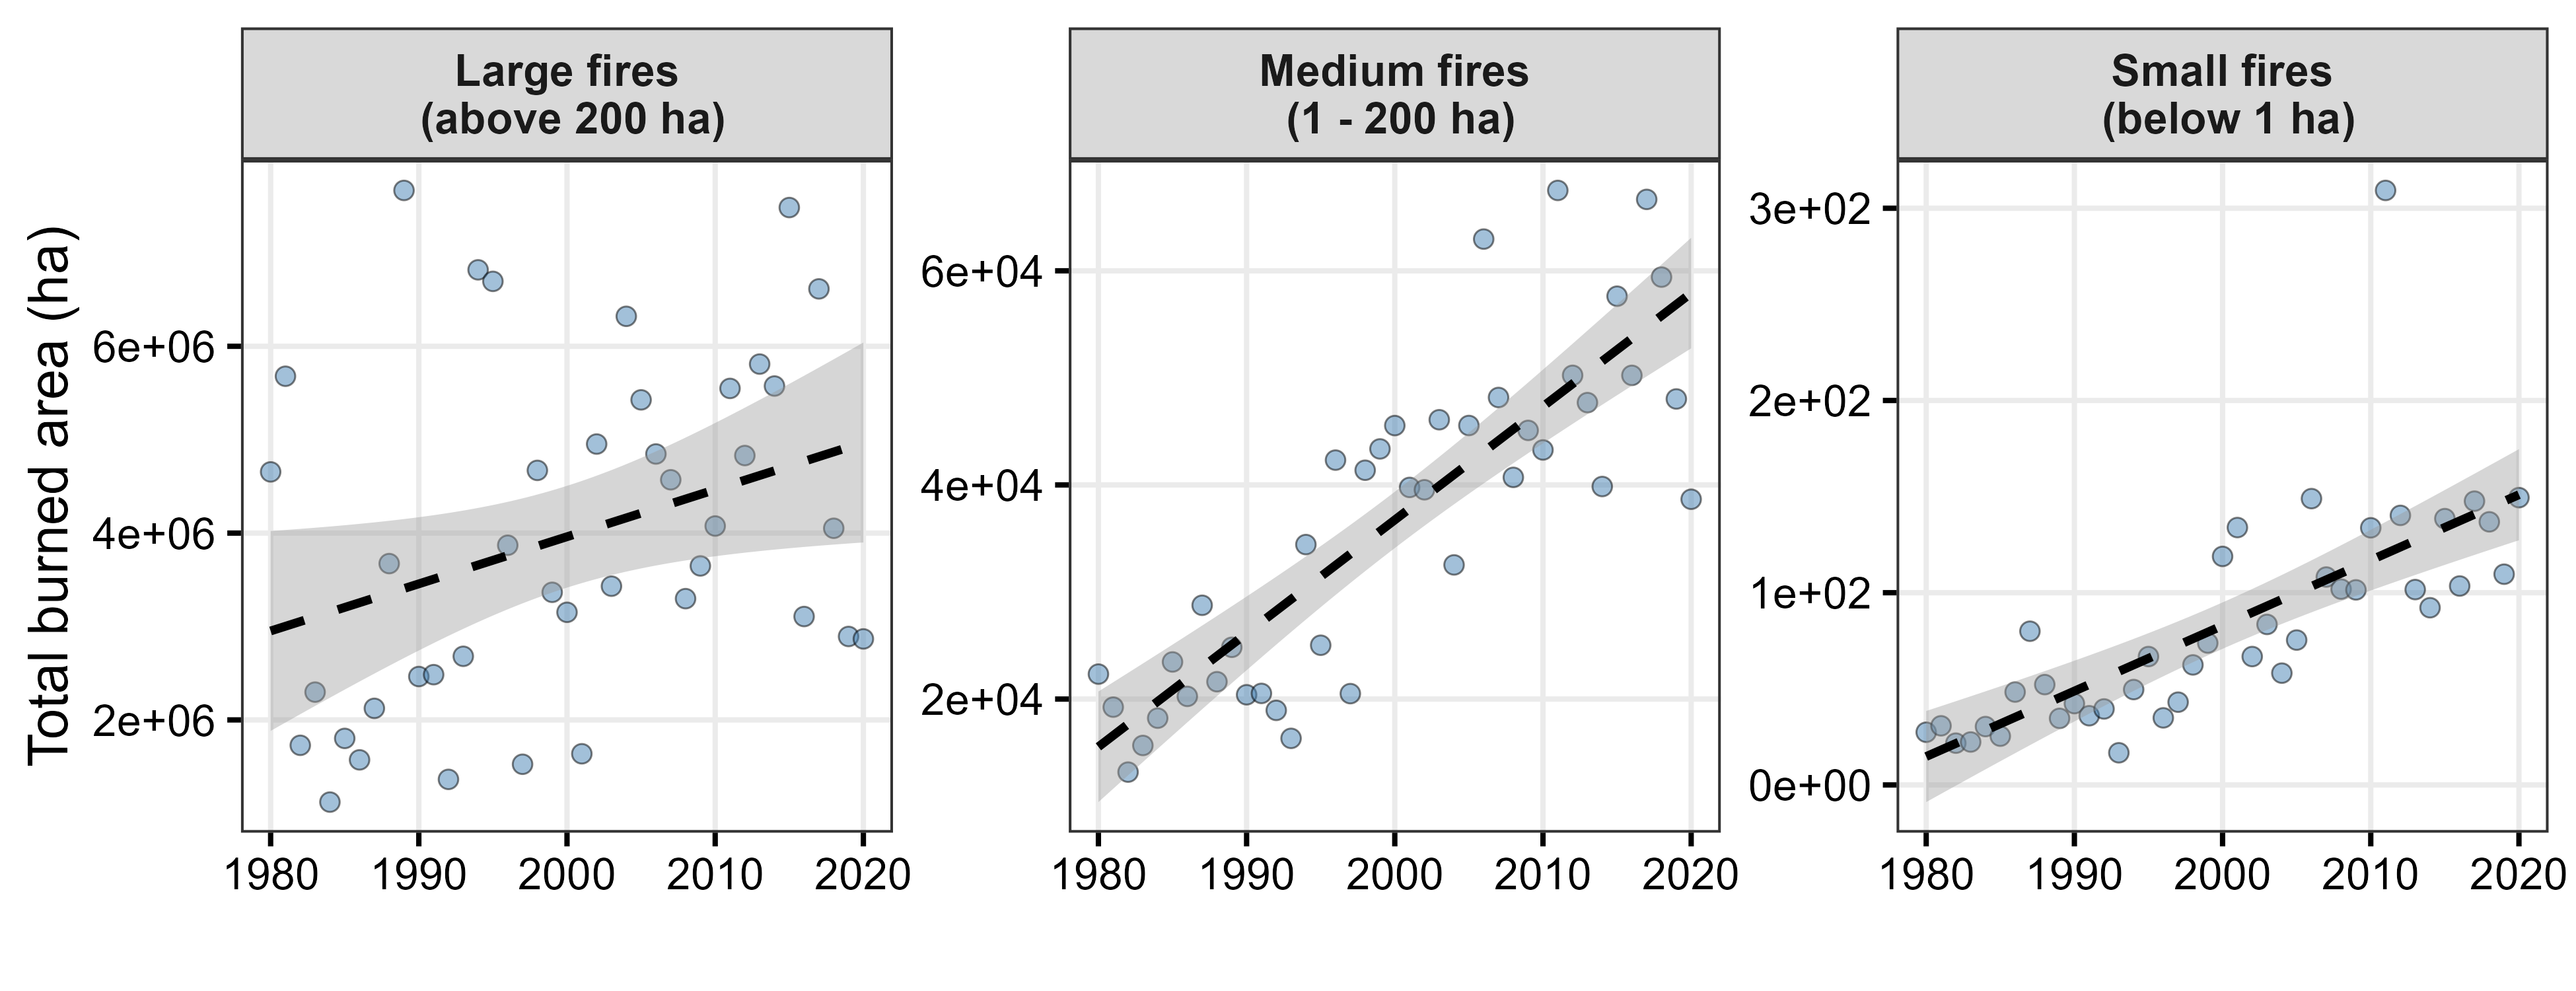 Large fires
(above 200 ha)
Medium fires
(1 - 200 ha)
Small fires
(below 1 ha)
Total burned area (ha)
6e+06
4e+06
2e+06
6e+04
4e+04
2e+04
3e+02
2e+02
1e+02
0e+00
1980 1990 2000 2010 2020
1980 1990 2000 2010 2020
1980 1990 2000 2010 2020